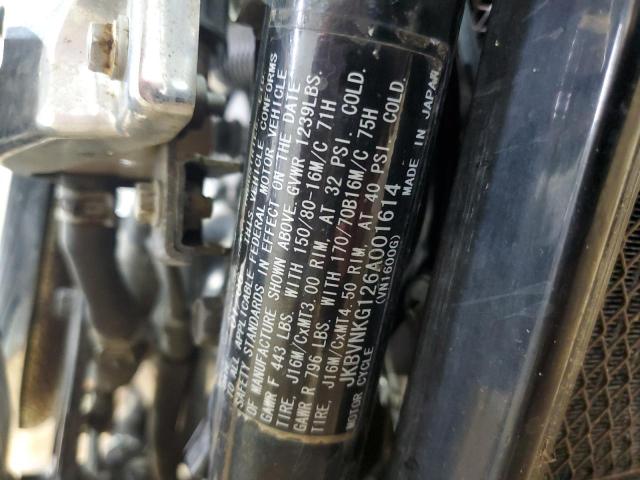 THIS VEHICLE CONFORMS
TO ALL APPLICABLE FEDERAL MOTOR VEHICLE
SAFETY STANDARDS IN EFFECT ON THE DATE
OF MANUFACTURE SHOWN ABOVE. GVWR 1239LBS.
GAWR F 443 LBS. WITH 150/80-16M/C 71H
TIRE, J16M/CxMT3.00 RIM, AT 32 PSI. COLD.
GAWR R 796 LBS. WITH 170/70B16M/C 75H
TIRE, J16M/CxMT4.50 RIM, AT 40 PSI. COLD.
JKBVNKG126A001614
MOTOR CYCLE (VN1600G) MADE IN JAPAN